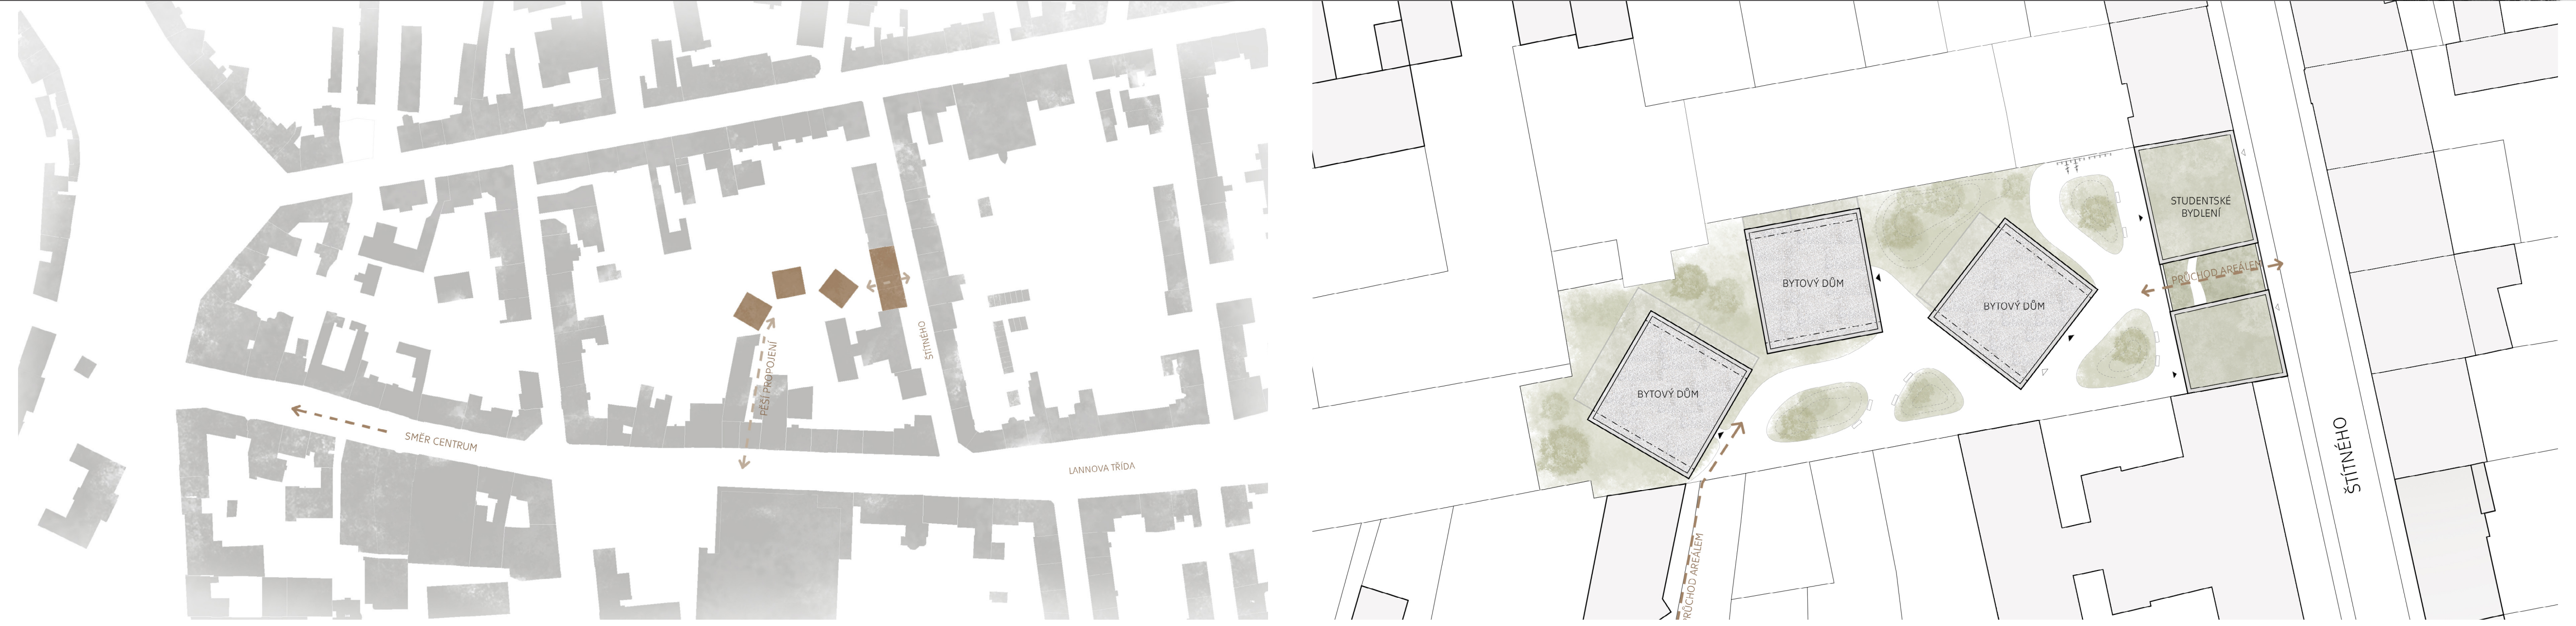 ŠTÍTNÉHO
PĚŠÍ PROPOJENÍ
SMĚR CENTRUM
LANNOVA TŘÍDA
STUDENTSKÉ
BYDLENÍ
PRŮCHOD AREÁLEM
BYTOVÝ DŮM
BYTOVÝ DŮM
BYTOVÝ DŮM
ŠTÍTNÉHO
PRŮCHOD AREÁLEM